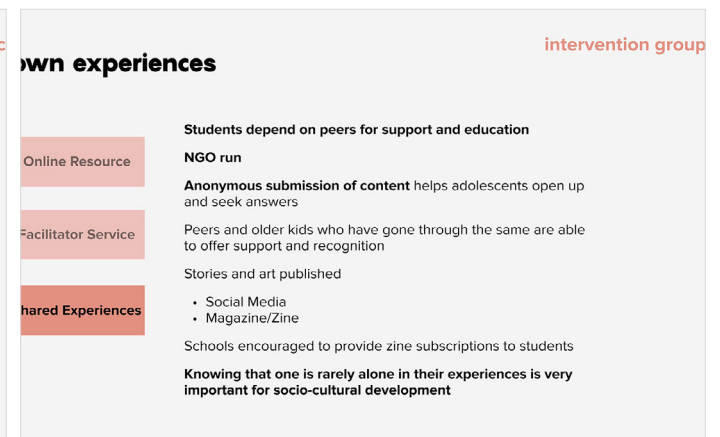 c
intervention group
own experiences
Students depend on peers for support and education
NGO run
Online Resource
Anonymous submission of content helps adolescents open up
and seek answers
Facilitator Service
Peers and older kids who have gone through the same are able
to offer support and recognition
Stories and art published
hared Experiences
• Social Media
• Magazine/Zine
Schools encouraged to provide zine subscriptions to students
Knowing that one is rarely alone in their experiences is very
important for socio-cultural development